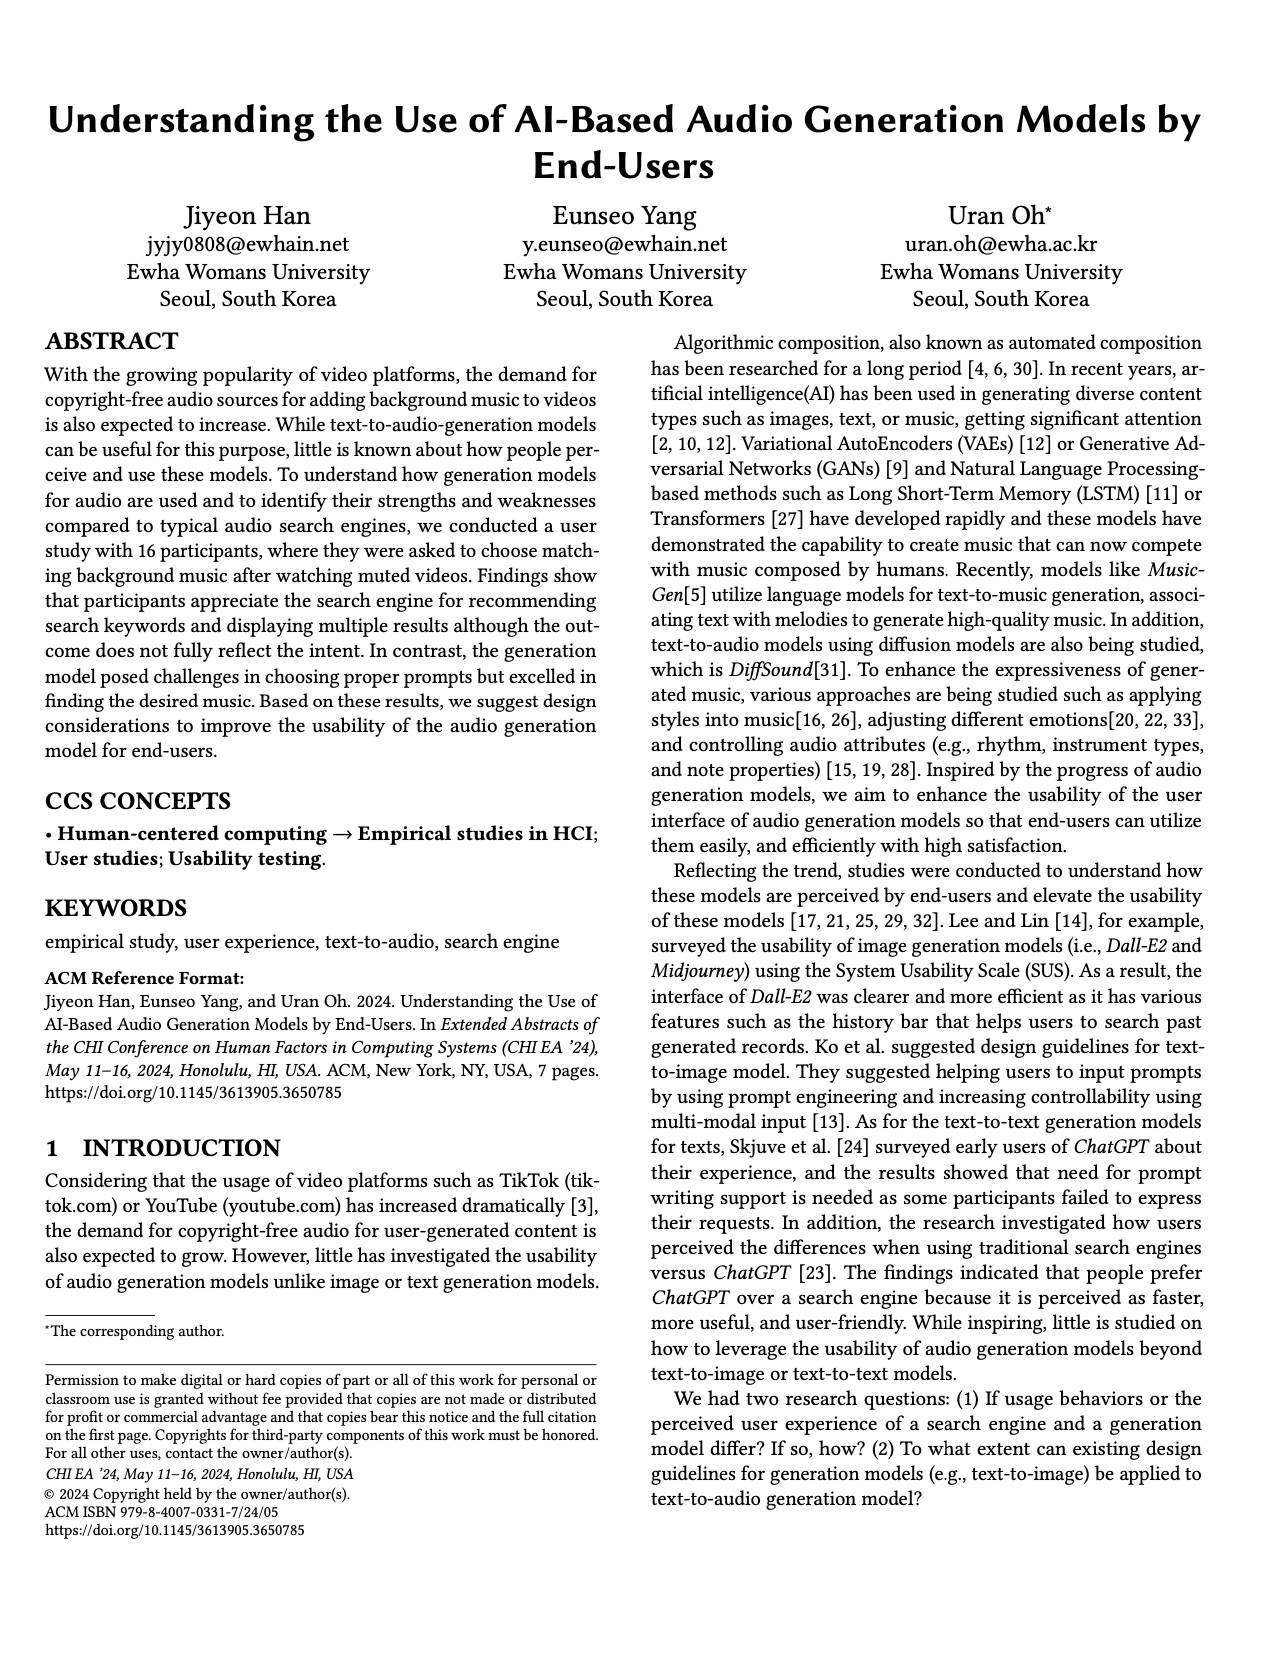 Understanding the Use of AI-Based Audio Generation Models by
End-Users
Jiyeon Han
jyjy0808@ewhain.net
Ewha Womans University
Seoul, South Korea
Eunseo Yang
y.eunseo@ewhain.net
Ewha Womans University
Seoul, South Korea
Uran Oh*
uran.oh@ewha.ac.kr
Ewha Womans University
Seoul, South Korea
ABSTRACT
With the growing popularity of video platforms, the demand for
copyright-free audio sources for adding background music to videos
is also expected to increase. While text-to-audio-generation models
can be useful for this purpose, little is known about how people per-
ceive and use these models. To understand how generation models
for audio are used and to identify their strengths and weaknesses
compared to typical audio search engines, we conducted a user
study with 16 participants, where they were asked to choose match-
ing background music after watching muted videos. Findings show
that participants appreciate the search engine for recommending
search keywords and displaying multiple results although the out-
come does not fully reflect the intent. In contrast, the generation
model posed challenges in choosing proper prompts but excelled in
finding the desired music. Based on these results, we suggest design
considerations to improve the usability of the audio generation
model for end-users.
CCS CONCEPTS
• Human-centered computing → Empirical studies in HCI;
User studies; Usability testing.
KEYWORDS
empirical study, user experience, text-to-audio, search engine
ACM Reference Format:
Jiyeon Han, Eunseo Yang, and Uran Oh. 2024. Understanding the Use of
AI-Based Audio Generation Models by End-Users. In Extended Abstracts of
the CHI Conference on Human Factors in Computing Systems (CHI EA ’24),
May 11–16, 2024, Honolulu, HI, USA. ACM, New York, NY, USA, 7 pages.
https://doi.org/10.1145/3613905.3650785
1 INTRODUCTION
Considering that the usage of video platforms such as TikTok (tik-
tok.com) or YouTube (youtube.com) has increased dramatically [3],
the demand for copyright-free audio for user-generated content is
also expected to grow. However, little has investigated the usability
of audio generation models unlike image or text generation models.
*The corresponding author.
Permission to make digital or hard copies of part or all of this work for personal or
classroom use is granted without fee provided that copies are not made or distributed
for profit or commercial advantage and that copies bear this notice and the full citation
on the first page. Copyrights for third-party components of this work must be honored.
For all other uses, contact the owner/author(s).
CHI EA ’24, May 11–16, 2024, Honolulu, HI, USA
© 2024 Copyright held by the owner/author(s).
ACM ISBN 979-8-4007-0331-7/24/05
https://doi.org/10.1145/3613905.3650785
Algorithmic composition, also known as automated composition
has been researched for a long period [4, 6, 30]. In recent years, ar-
tificial intelligence(AI) has been used in generating diverse content
types such as images, text, or music, getting significant attention
[2, 10, 12]. Variational AutoEncoders (VAEs) [12] or Generative Ad-
versarial Networks (GANs) [9] and Natural Language Processing-
based methods such as Long Short-Term Memory (LSTM) [11] or
Transformers [27] have developed rapidly and these models have
demonstrated the capability to create music that can now compete
with music composed by humans. Recently, models like Music-
Gen[5] utilize language models for text-to-music generation, associ-
ating text with melodies to generate high-quality music. In addition,
text-to-audio models using diffusion models are also being studied,
which is DiffSound[31]. To enhance the expressiveness of gener-
ated music, various approaches are being studied such as applying
styles into music[16, 26], adjusting different emotions[20, 22, 33],
and controlling audio attributes (e.g., rhythm, instrument types,
and note properties) [15, 19, 28]. Inspired by the progress of audio
generation models, we aim to enhance the usability of the user
interface of audio generation models so that end-users can utilize
them easily, and efficiently with high satisfaction.
Reflecting the trend, studies were conducted to understand how
these models are perceived by end-users and elevate the usability
of these models [17, 21, 25, 29, 32]. Lee and Lin [14], for example,
surveyed the usability of image generation models (i.e., Dall-E2 and
Midjourney) using the System Usability Scale (SUS). As a result, the
interface of Dall-E2 was clearer and more efficient as it has various
features such as the history bar that helps users to search past
generated records. Ko et al. suggested design guidelines for text-
to-image model. They suggested helping users to input prompts
by using prompt engineering and increasing controllability using
multi-modal input [13]. As for the text-to-text generation models
for texts, Skjuve et al. [24] surveyed early users of ChatGPT about
their experience, and the results showed that need for prompt
writing support is needed as some participants failed to express
their requests. In addition, the research investigated how users
perceived the differences when using traditional search engines
versus ChatGPT [23]. The findings indicated that people prefer
ChatGPT over a search engine because it is perceived as faster,
more useful, and user-friendly. While inspiring, little is studied on
how to leverage the usability of audio generation models beyond
text-to-image or text-to-text models.
We had two research questions: (1) If usage behaviors or the
perceived user experience of a search engine and a generation
model differ? If so, how? (2) To what extent can existing design
guidelines for generation models (e.g., text-to-image) be applied to
text-to-audio generation model?